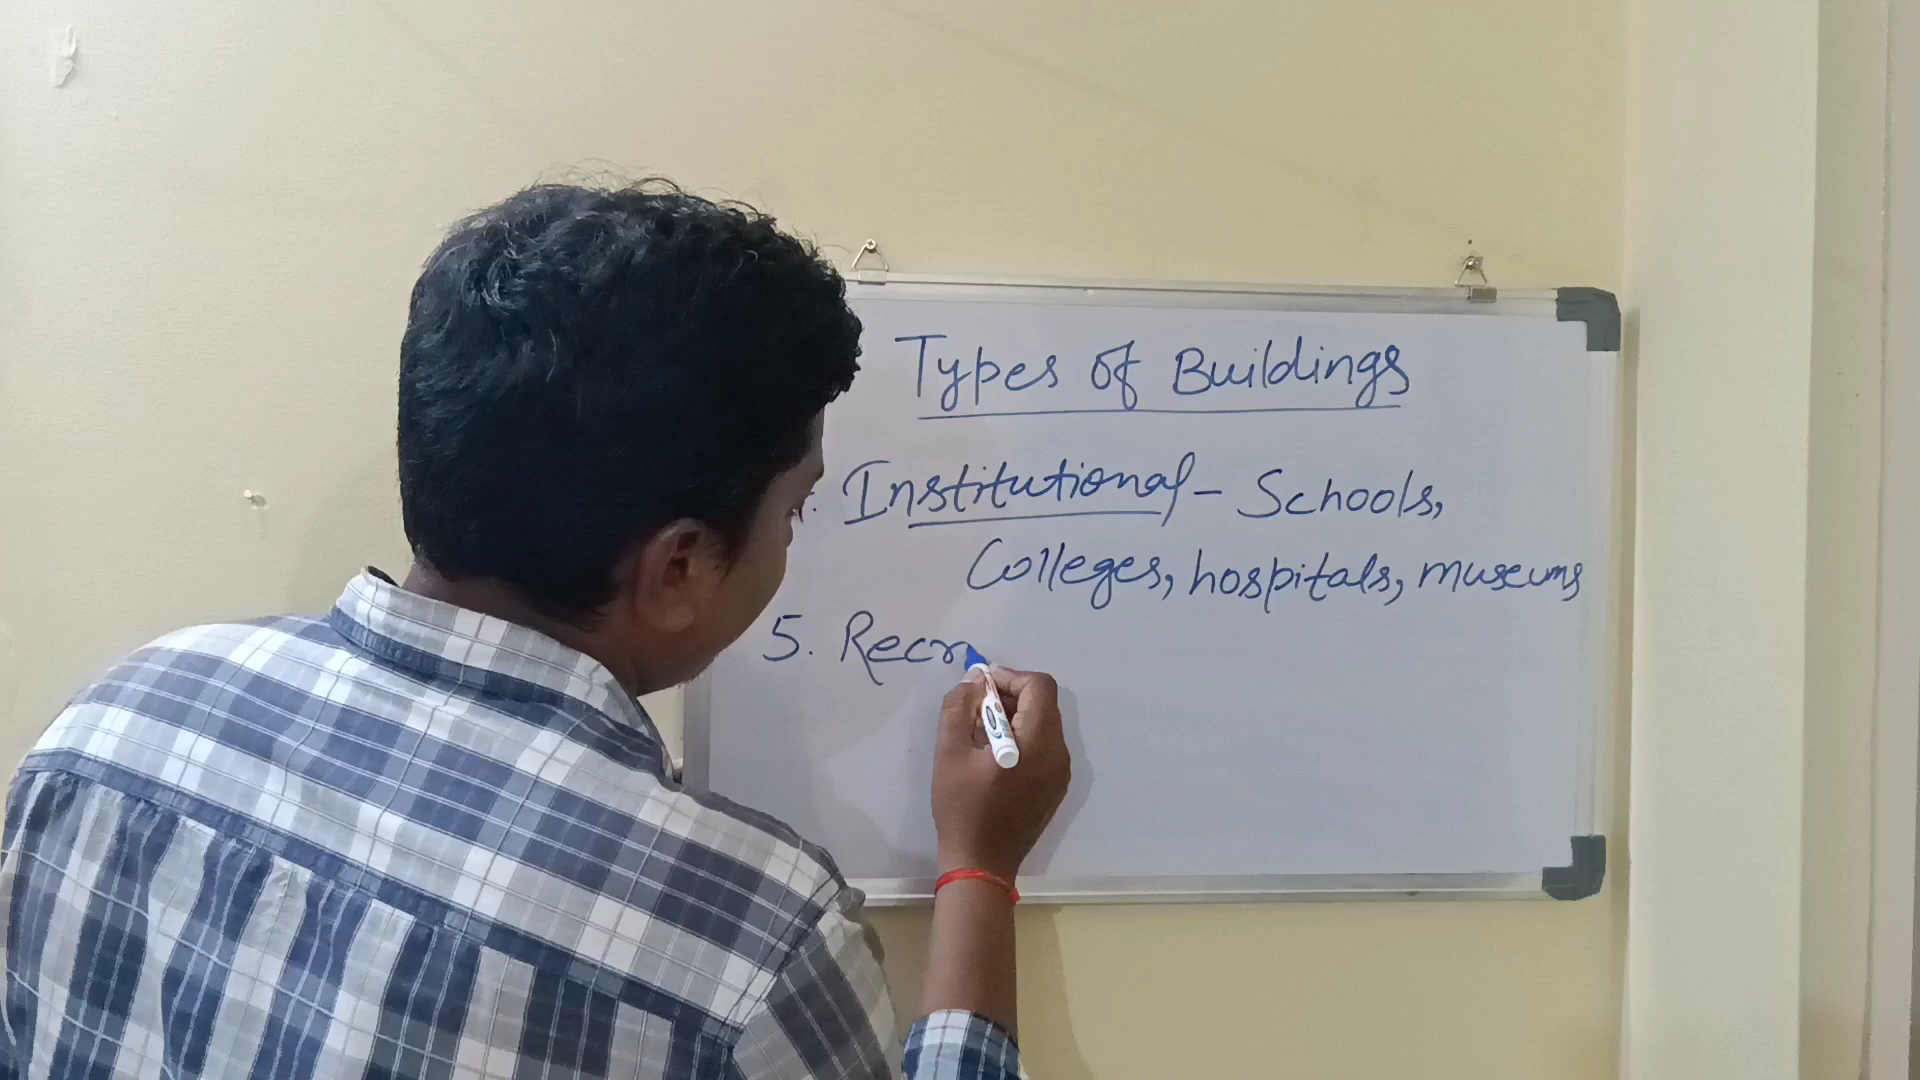 Types of Buildings
. Institutional - Schools,
Colleges, hospitals, museums
5. Recr